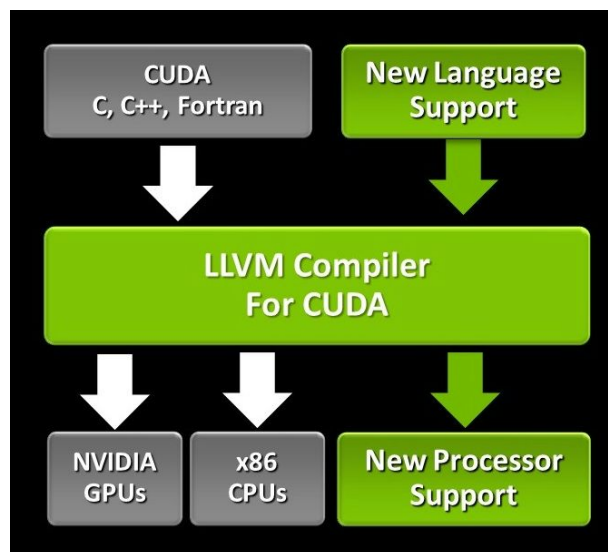 CUDA
C, C++, Fortran
New Language
Support
LLVM Compiler
For CUDA
NVIDIA
GPUs
x86
CPUs
New Processor
Support